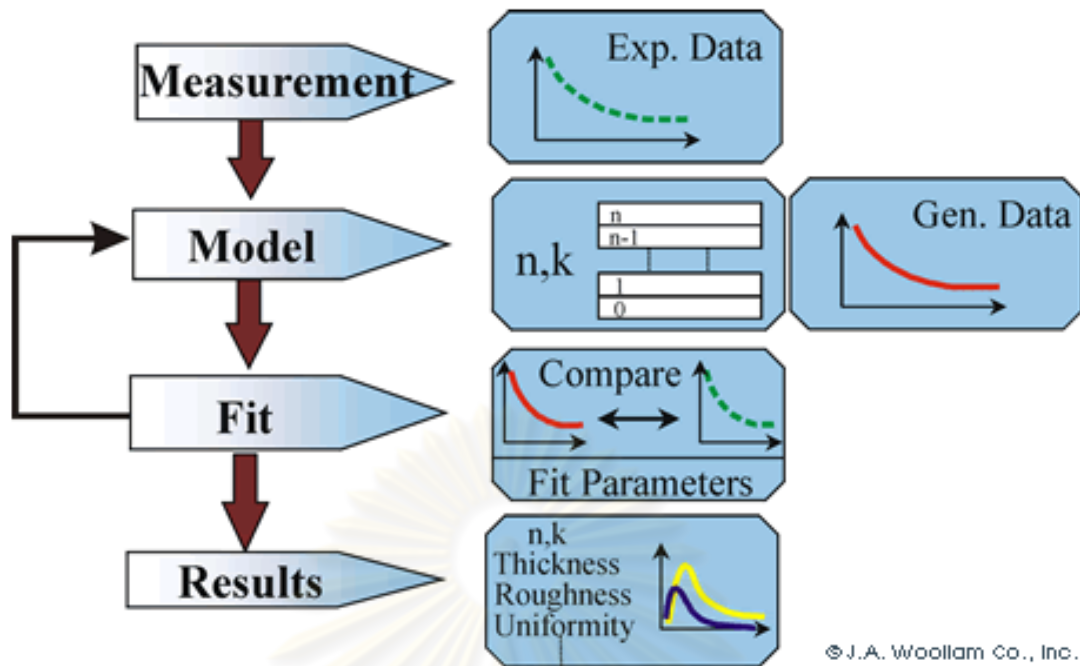 Measurement
Exp. Data
Model
n,k
n
n-1
1
0
Gen. Data
Fit
Compare
Fit Parameters
Results
n,k
Thickness
Roughness
Uniformity
© J.A. Woollam Co., Inc.